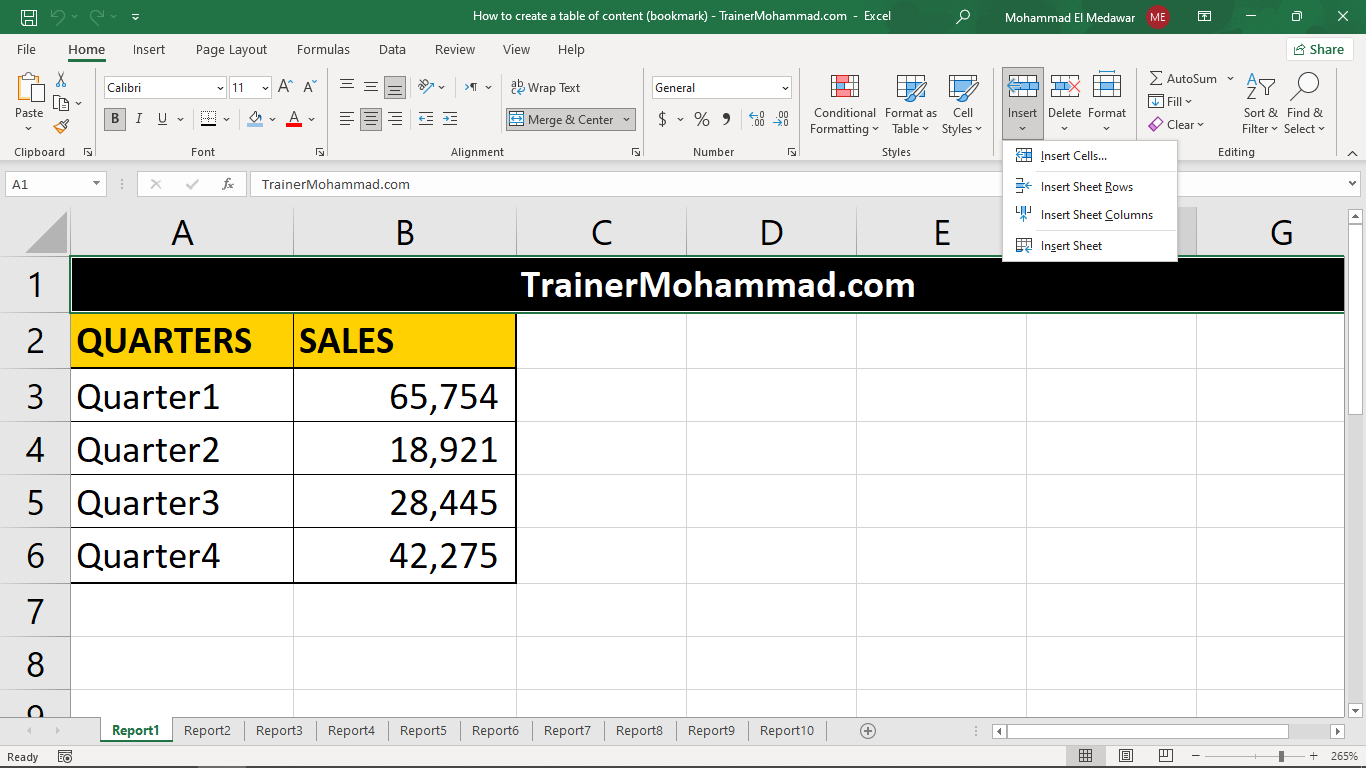 How to create a table of content (bookmark) - TrainerMohammad.com - Excel
Mohammad El Medawar ME
File Home Insert Page Layout Formulas Data Review View Help Share
Paste
Clipboard
Calibri 11
B I U A
Font
Wrap Text
Merge & Center
Alignment
General
$ % 9
Number
Conditional Formatting
Format as Table
Cell Styles
Styles
Insert Delete Format
AutoSum
Fill
Clear
Sort & Filter
Find & Select
Editing
Insert Cells...
Insert Sheet Rows
Insert Sheet Columns
Insert Sheet
A1 fx TrainerMohammad.com
A B C D E G
1 TrainerMohammad.com
2 QUARTERS SALES
3 Quarter1 65,754
4 Quarter2 18,921
5 Quarter3 28,445
6 Quarter4 42,275
7
8
9
Report1 Report2 Report3 Report4 Report5 Report6 Report7 Report8 Report9 Report10
Ready 265%